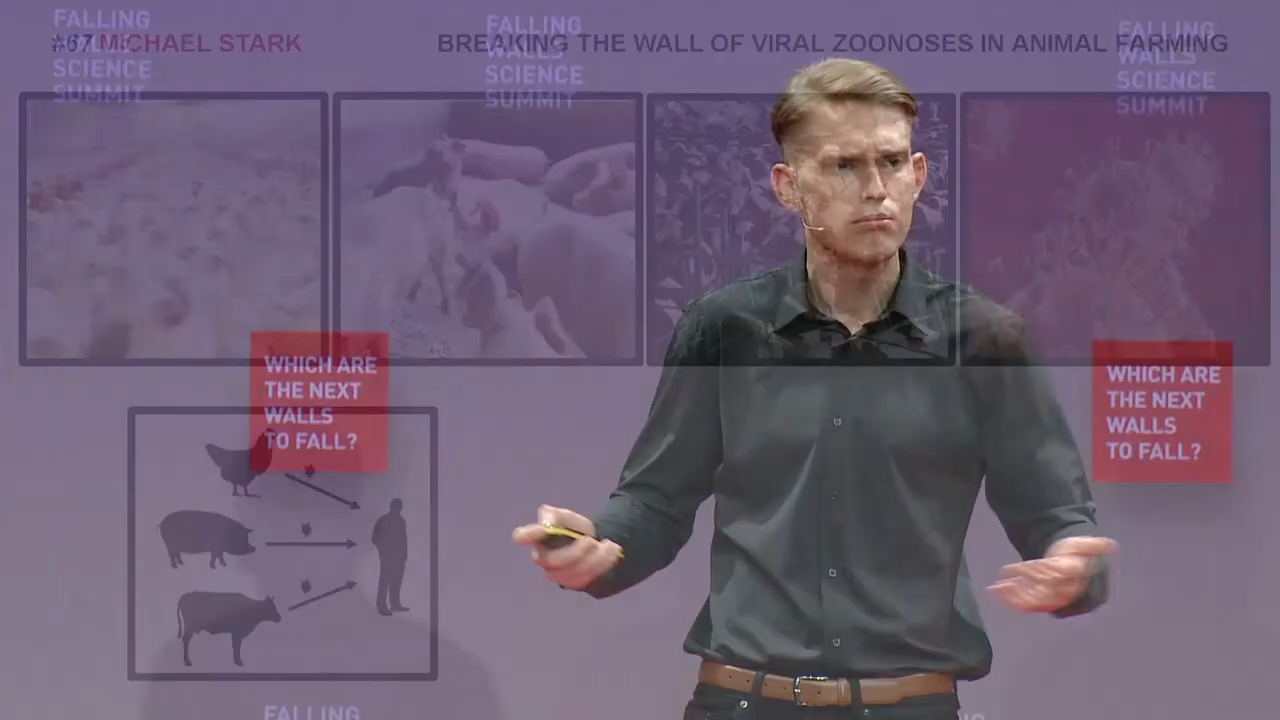 FALLING
WALLS
SCIENCE
SUMMIT
FALLING
WALLS
SCIENCE
SUMMIT
FALLING
WALLS
SCIENCE
SUMMIT
#67 MICHAEL STARK
BREAKING THE WALL OF VIRAL ZOONOSES IN ANIMAL FARMING
WHICH ARE
THE NEXT
WALLS
TO FALL?
WHICH ARE
THE NEXT
WALLS
TO FALL?
FALLING